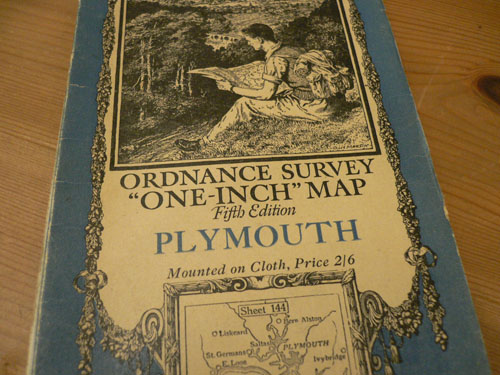 ORDNANCE SURVEY
"ONE-INCH" MAP
Fifth Edition
PLYMOUTH
Mounted on Cloth, Price 2/6
Sheet 144
Liskeard
Bere Alston
St. Germans
Saltash
PLYMOUTH
E. Looe
Ivybridge